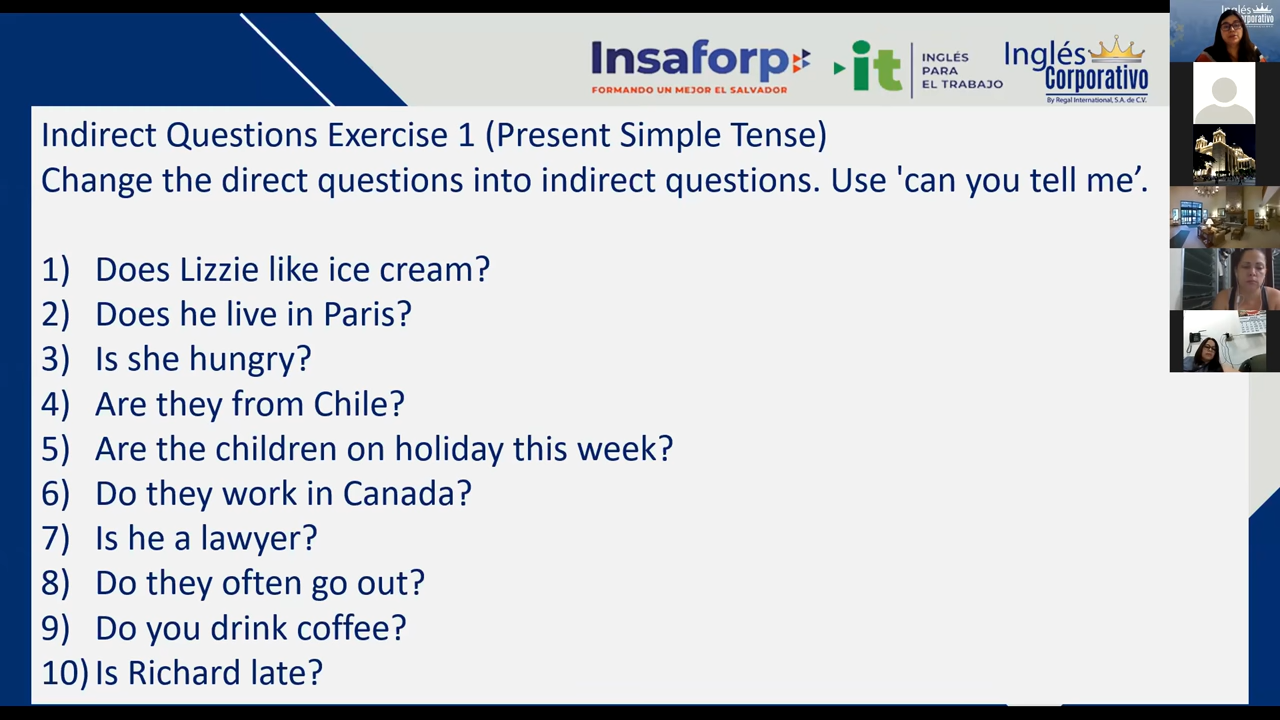 Insaforp
FORMANDO UN MEJOR EL SALVADOR
it
INGLÉS
PARA
EL TRABAJO
Inglés
Corporativo
By Regal International, S.A. de C.V.
Inglés
Corporativo
Indirect Questions Exercise 1 (Present Simple Tense)
Change the direct questions into indirect questions. Use 'can you tell me’.
1) Does Lizzie like ice cream?
2) Does he live in Paris?
3) Is she hungry?
4) Are they from Chile?
5) Are the children on holiday this week?
6) Do they work in Canada?
7) Is he a lawyer?
8) Do they often go out?
9) Do you drink coffee?
10) Is Richard late?